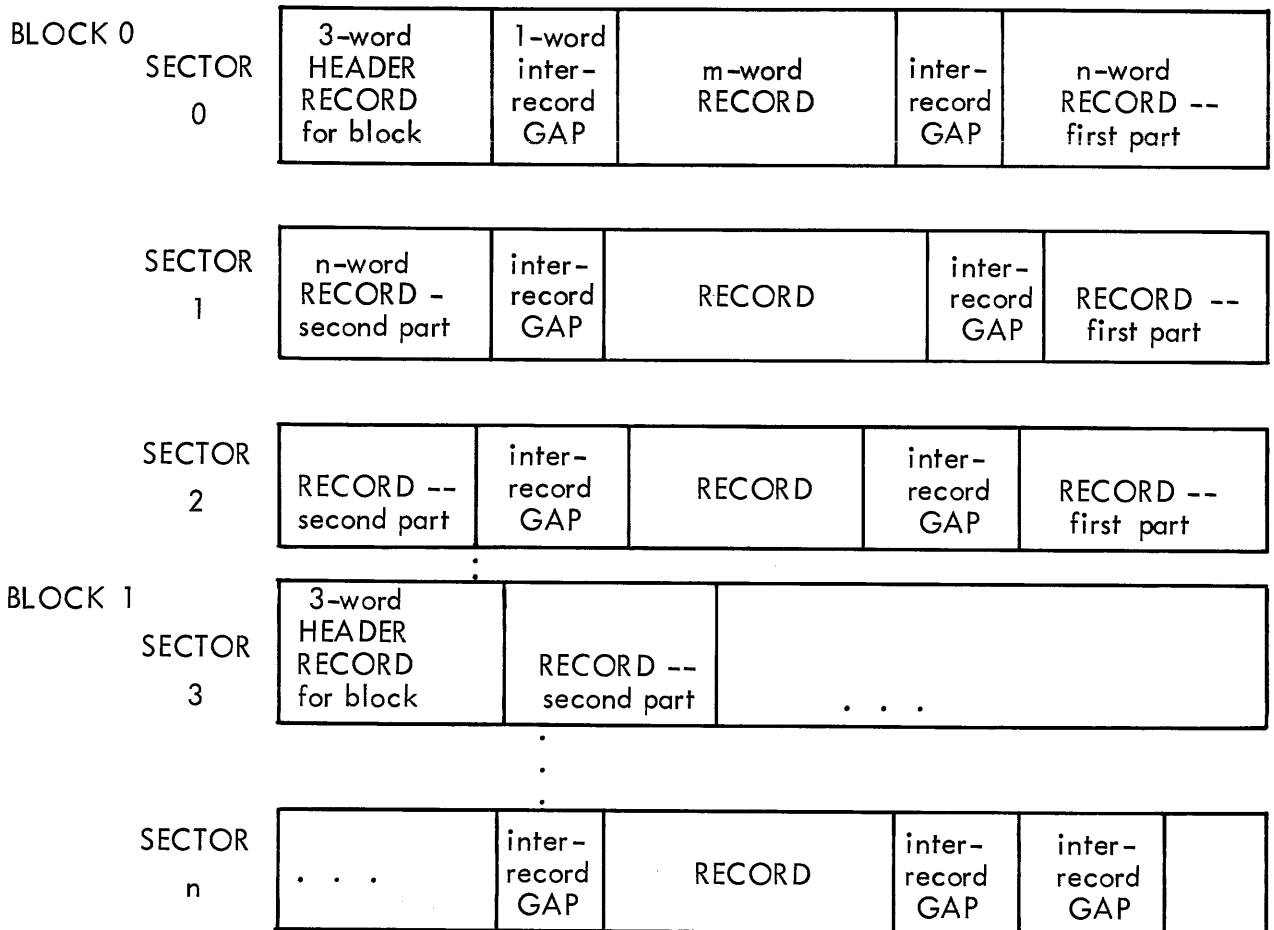 BLOCK 0
SECTOR
0
3-word
HEADER
RECORD
for block
1-word
inter-
record
GAP
m-word
RECORD
inter-
record
GAP
n-word
RECORD --
first part
SECTOR
1
n-word
RECORD -
second part
inter-
record
GAP
RECORD
inter-
record
GAP
RECORD --
first part
SECTOR
2
RECORD --
second part
inter-
record
GAP
RECORD
inter-
record
GAP
RECORD --
first part
BLOCK 1
SECTOR
3
3-word
HEADER
RECORD
for block
RECORD --
second part
. . .
SECTOR
n
. . .
inter-
record
GAP
RECORD
inter-
record
GAP
inter-
record
GAP